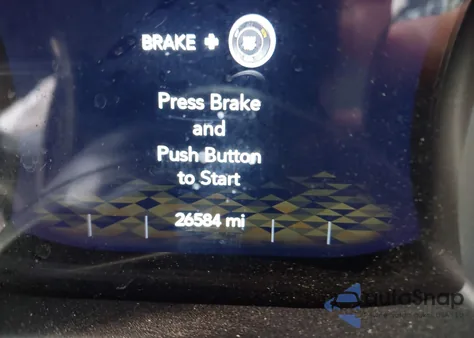 BRAKE +
Press Brake
and
Push Button
to Start
26584 mi
AutoSnap